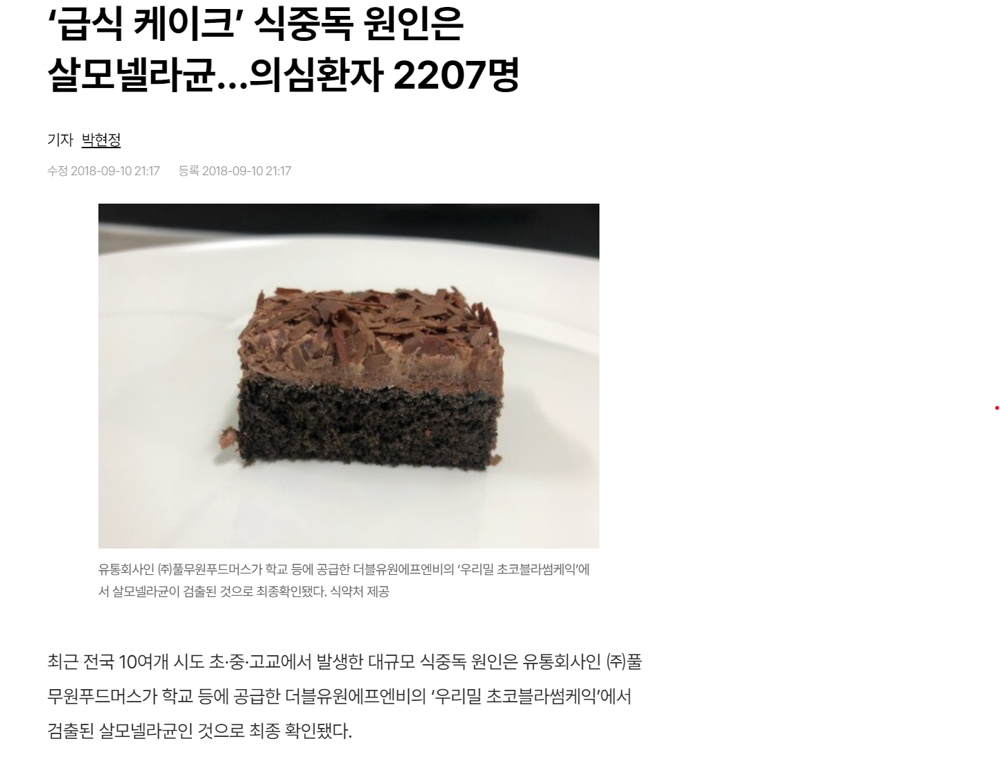 ‘급식 케이크’ 식중독 원인은
살모넬라균…의심환자 2207명
기자 박현정
수정 2018-09-10 21:17 등록 2018-09-10 21:17
유통회사인 ㈜풀무원푸드머스가 학교 등에 공급한 더블유원에프엔비의 ‘우리밀 초코블라썸케익’에
서 살모넬라균이 검출된 것으로 최종확인됐다. 식약처 제공
최근 전국 10여개 시도 초·중·고교에서 발생한 대규모 식중독 원인은 유통회사인 ㈜풀
무원푸드머스가 학교 등에 공급한 더블유원에프엔비의 ‘우리밀 초코블라썸케익’에서
검출된 살모넬라균인 것으로 최종 확인됐다.